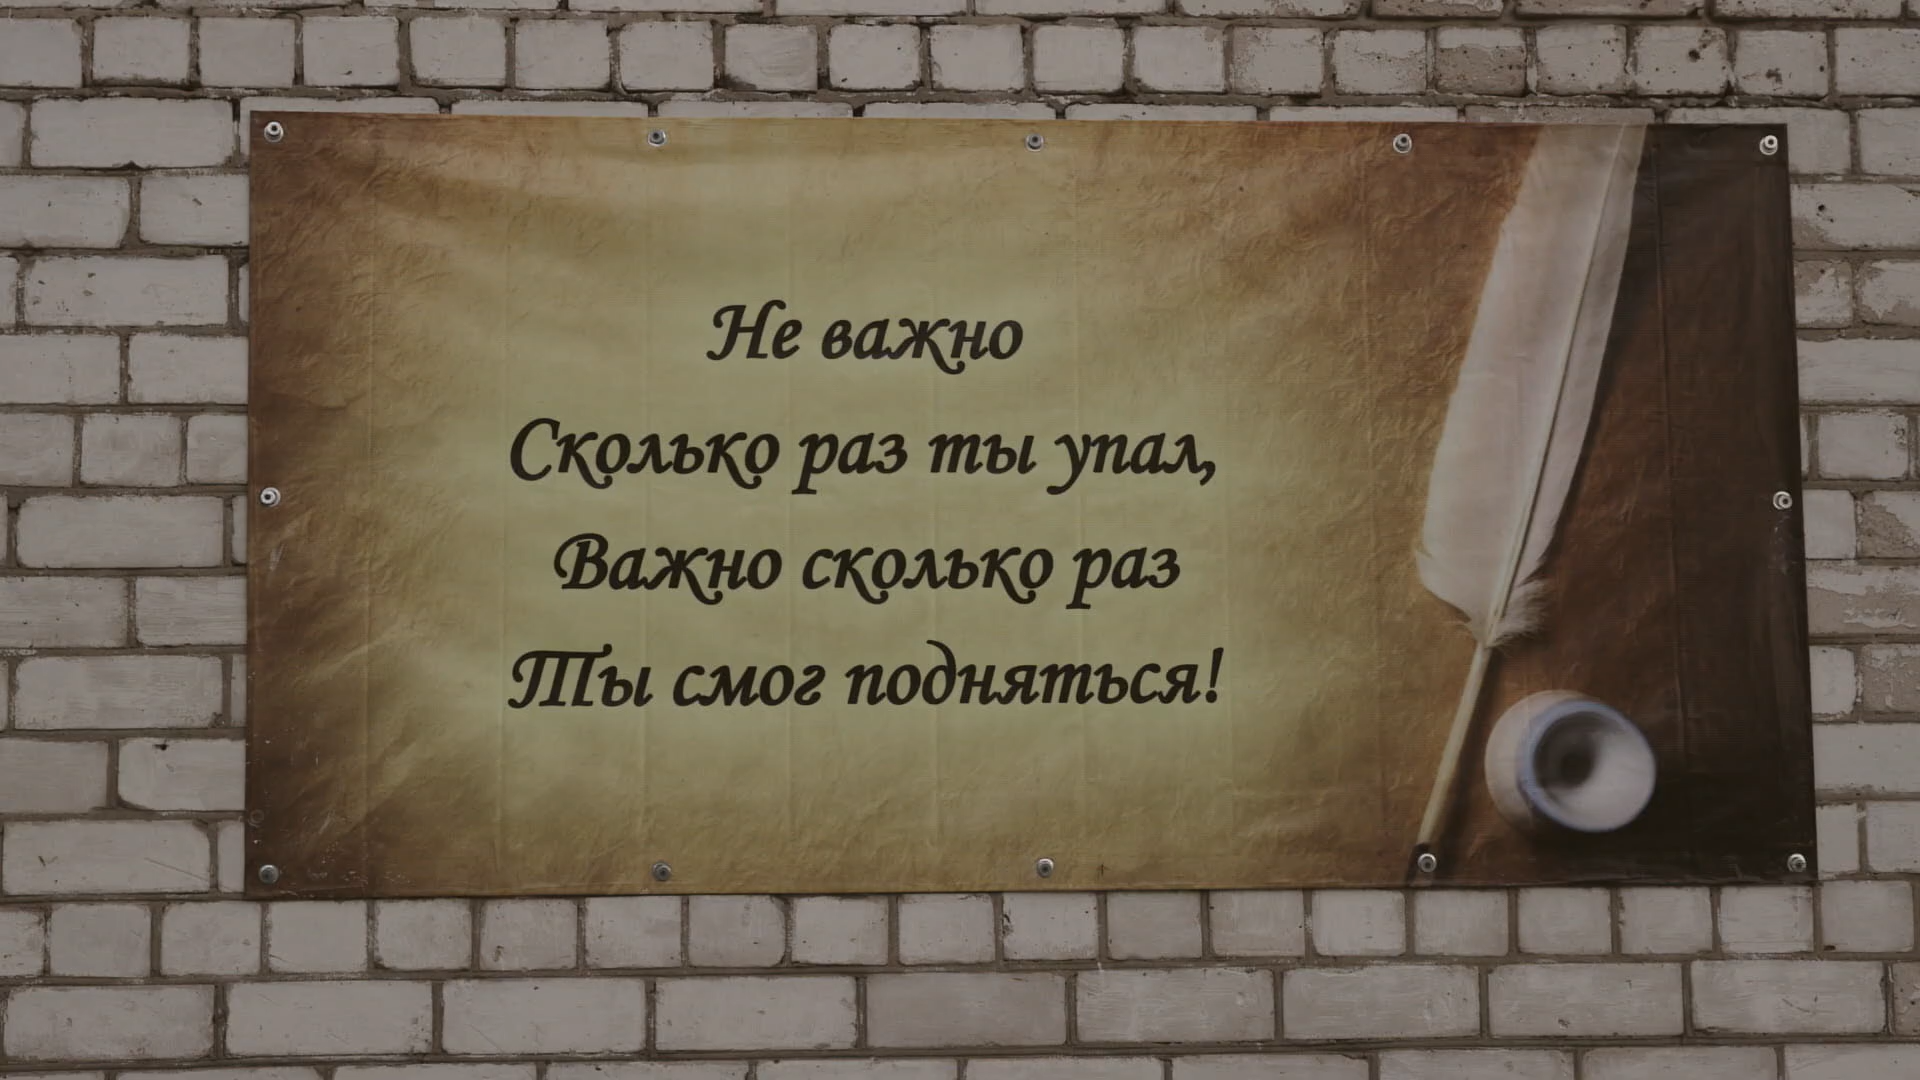 Не важно
Сколько раз ты упал,
Важно сколько раз
Ты смог подняться!